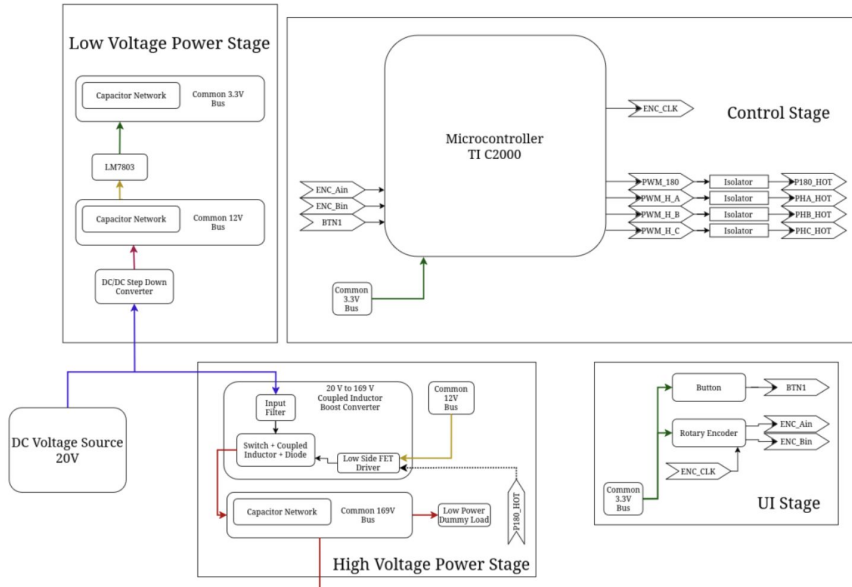 Low Voltage Power Stage
Capacitor Network
Common 3.3V
Bus
LM7803
Capacitor Network
Common 12V
Bus
DC/DC Step Down
Converter
DC Voltage Source
20V
Microcontroller
TI C2000
Control Stage
ENC_Ain
ENC_Bin
BTN1
Common
3.3V
Bus
ENC_CLK
PWM_180
Isolator
P180_HOT
PWM_H_A
Isolator
PHA_HOT
PWM_H_B
Isolator
PHB_HOT
PWM_H_C
Isolator
PHC_HOT
20 V to 169 V
Coupled Inductor
Boost Converter
Input
Filter
Switch + Coupled
Inductor + Diode
Low Side FET
Driver
Common
12V
Bus
P180_HOT
Capacitor Network
Common 169V
Bus
Low Power
Dummy Load
High Voltage Power Stage
Button
BTN1
Rotary Encoder
ENC_Ain
ENC_Bin
ENC_CLK
Common
3.3V
Bus
UI Stage